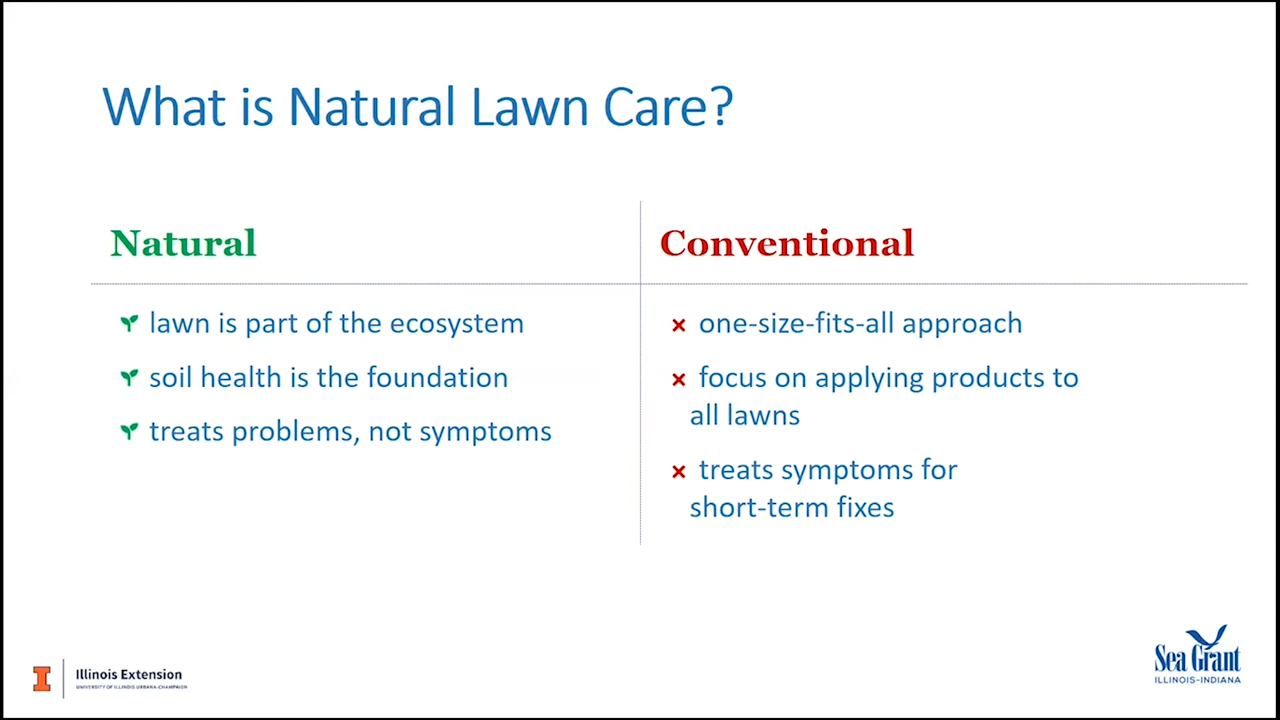 What is Natural Lawn Care?
Natural
lawn is part of the ecosystem
soil health is the foundation
treats problems, not symptoms
Conventional
one-size-fits-all approach
focus on applying products to
all lawns
treats symptoms for
short-term fixes
I
Illinois Extension
UNIVERSITY OF ILLINOIS URBANA-CHAMPAIGN
Sea Grant
ILLINOIS-INDIANA